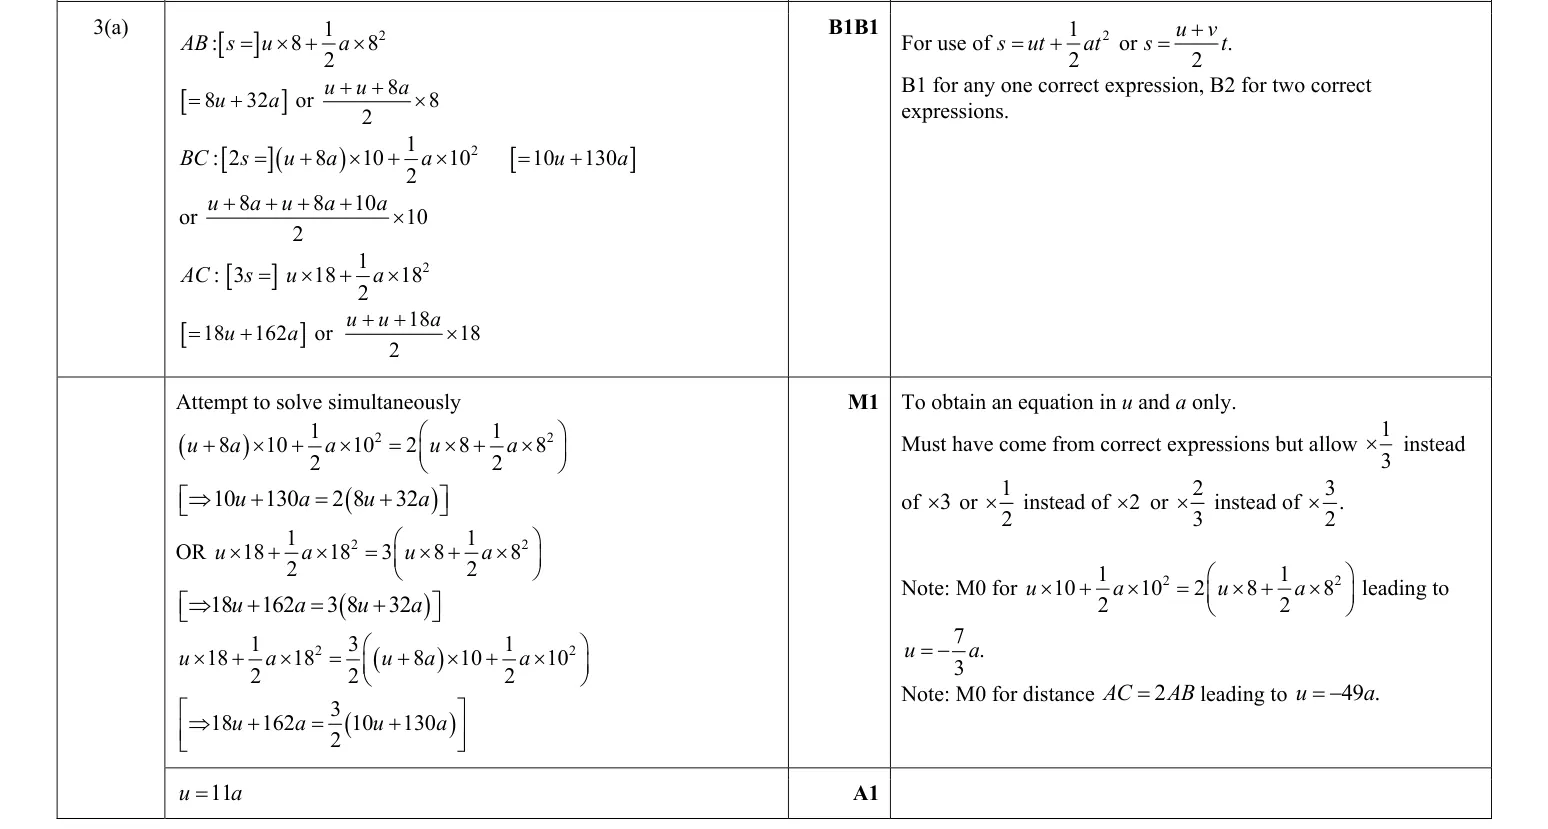 3(a)
AB:[s =]u × 8 + 1/2 a × 8²
[= 8u + 32a] or (u + u + 8a)/2 × 8
BC:[2s =](u + 8a) × 10 + 1/2 a × 10² [= 10u + 130a]
or (u + 8a + u + 8a + 10a)/2 × 10
AC: [3s =] u × 18 + 1/2 a × 18²
[= 18u + 162a] or (u + u + 18a)/2 × 18
B1B1
For use of s = ut + 1/2 at² or s = (u + v)/2 t.
B1 for any one correct expression, B2 for two correct
expressions.
Attempt to solve simultaneously
(u + 8a) × 10 + 1/2 a × 10² = 2(u × 8 + 1/2 a × 8²)
[⇒ 10u + 130a = 2(8u + 32a)]
OR u × 18 + 1/2 a × 18² = 3(u × 8 + 1/2 a × 8²)
[⇒ 18u + 162a = 3(8u + 32a)]
u × 18 + 1/2 a × 18² = 3/2((u + 8a) × 10 + 1/2 a × 10²)
[⇒ 18u + 162a = 3/2(10u + 130a)]
M1
To obtain an equation in u and a only.
Must have come from correct expressions but allow × 1/3 instead
of ×3 or × 1/2 instead of ×2 or × 2/3 instead of × 3/2.
Note: M0 for u × 10 + 1/2 a × 10² = 2(u × 8 + 1/2 a × 8²) leading to
u = −7/3 a.
Note: M0 for distance AC = 2AB leading to u = −49a.
u = 11a
A1